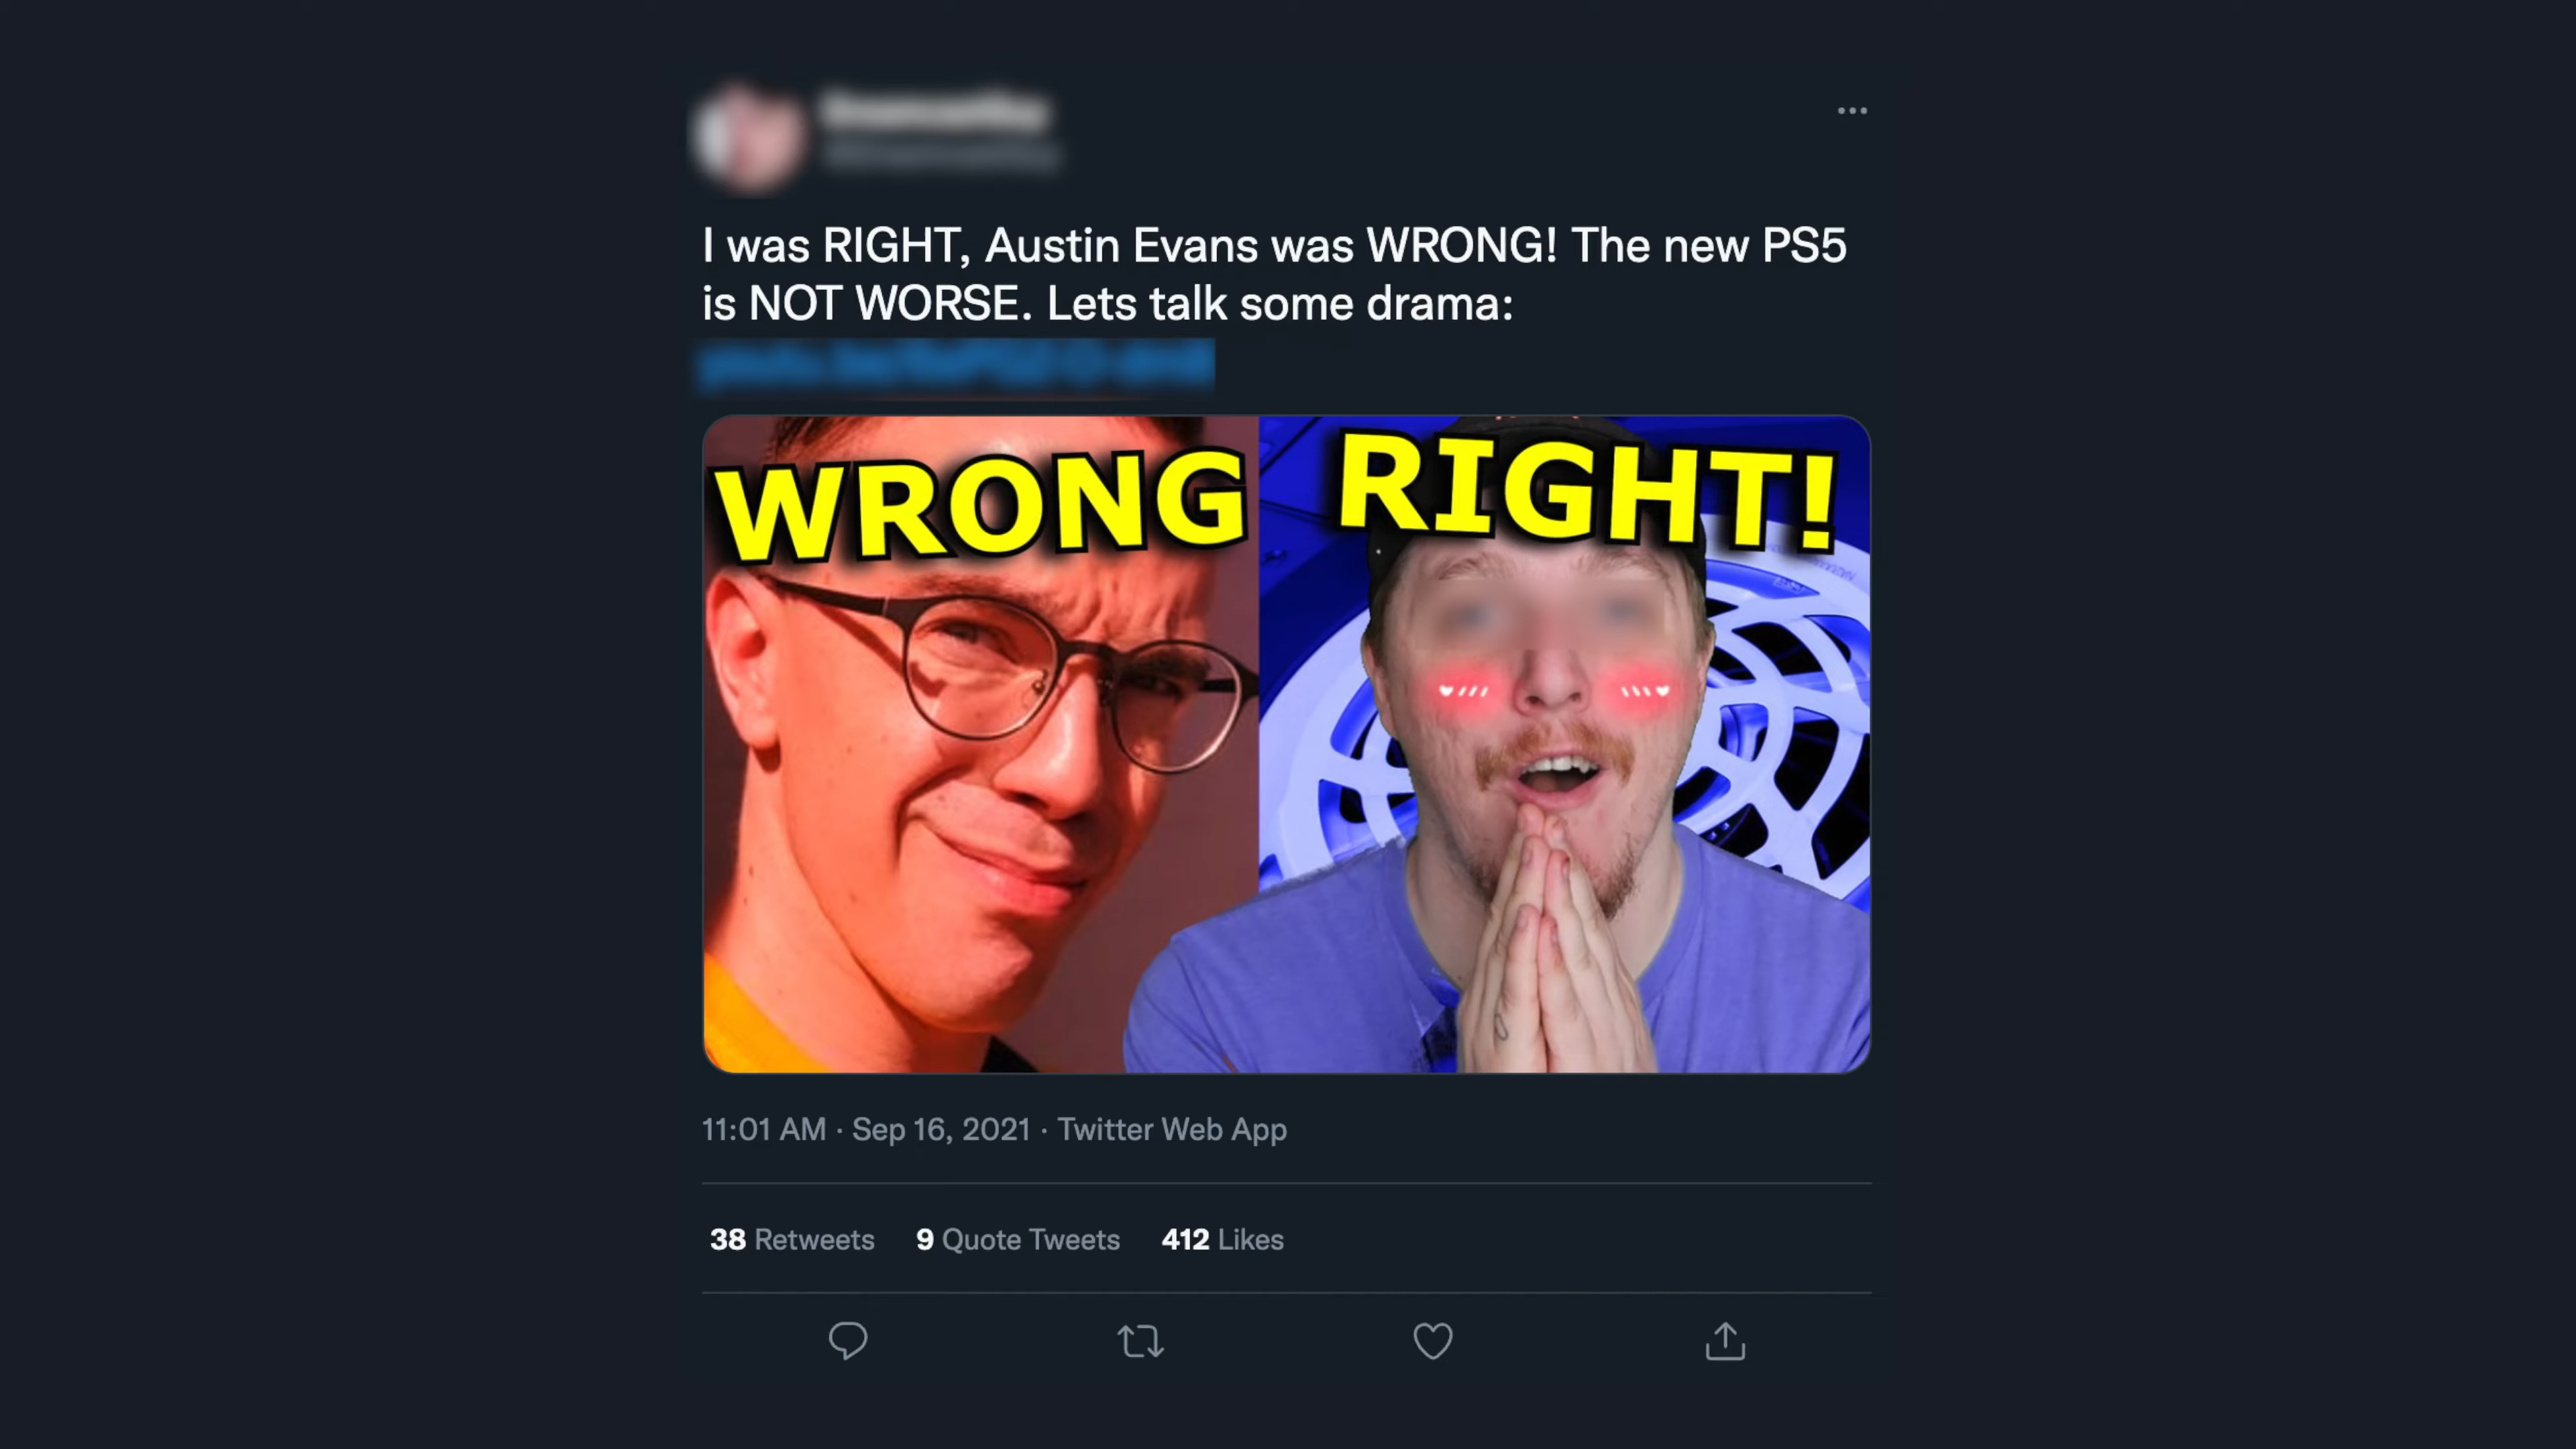 I was RIGHT, Austin Evans was WRONG! The new PS5
is NOT WORSE. Lets talk some drama:
WRONG
RIGHT!
11:01 AM · Sep 16, 2021 · Twitter Web App
38 Retweets 9 Quote Tweets 412 Likes